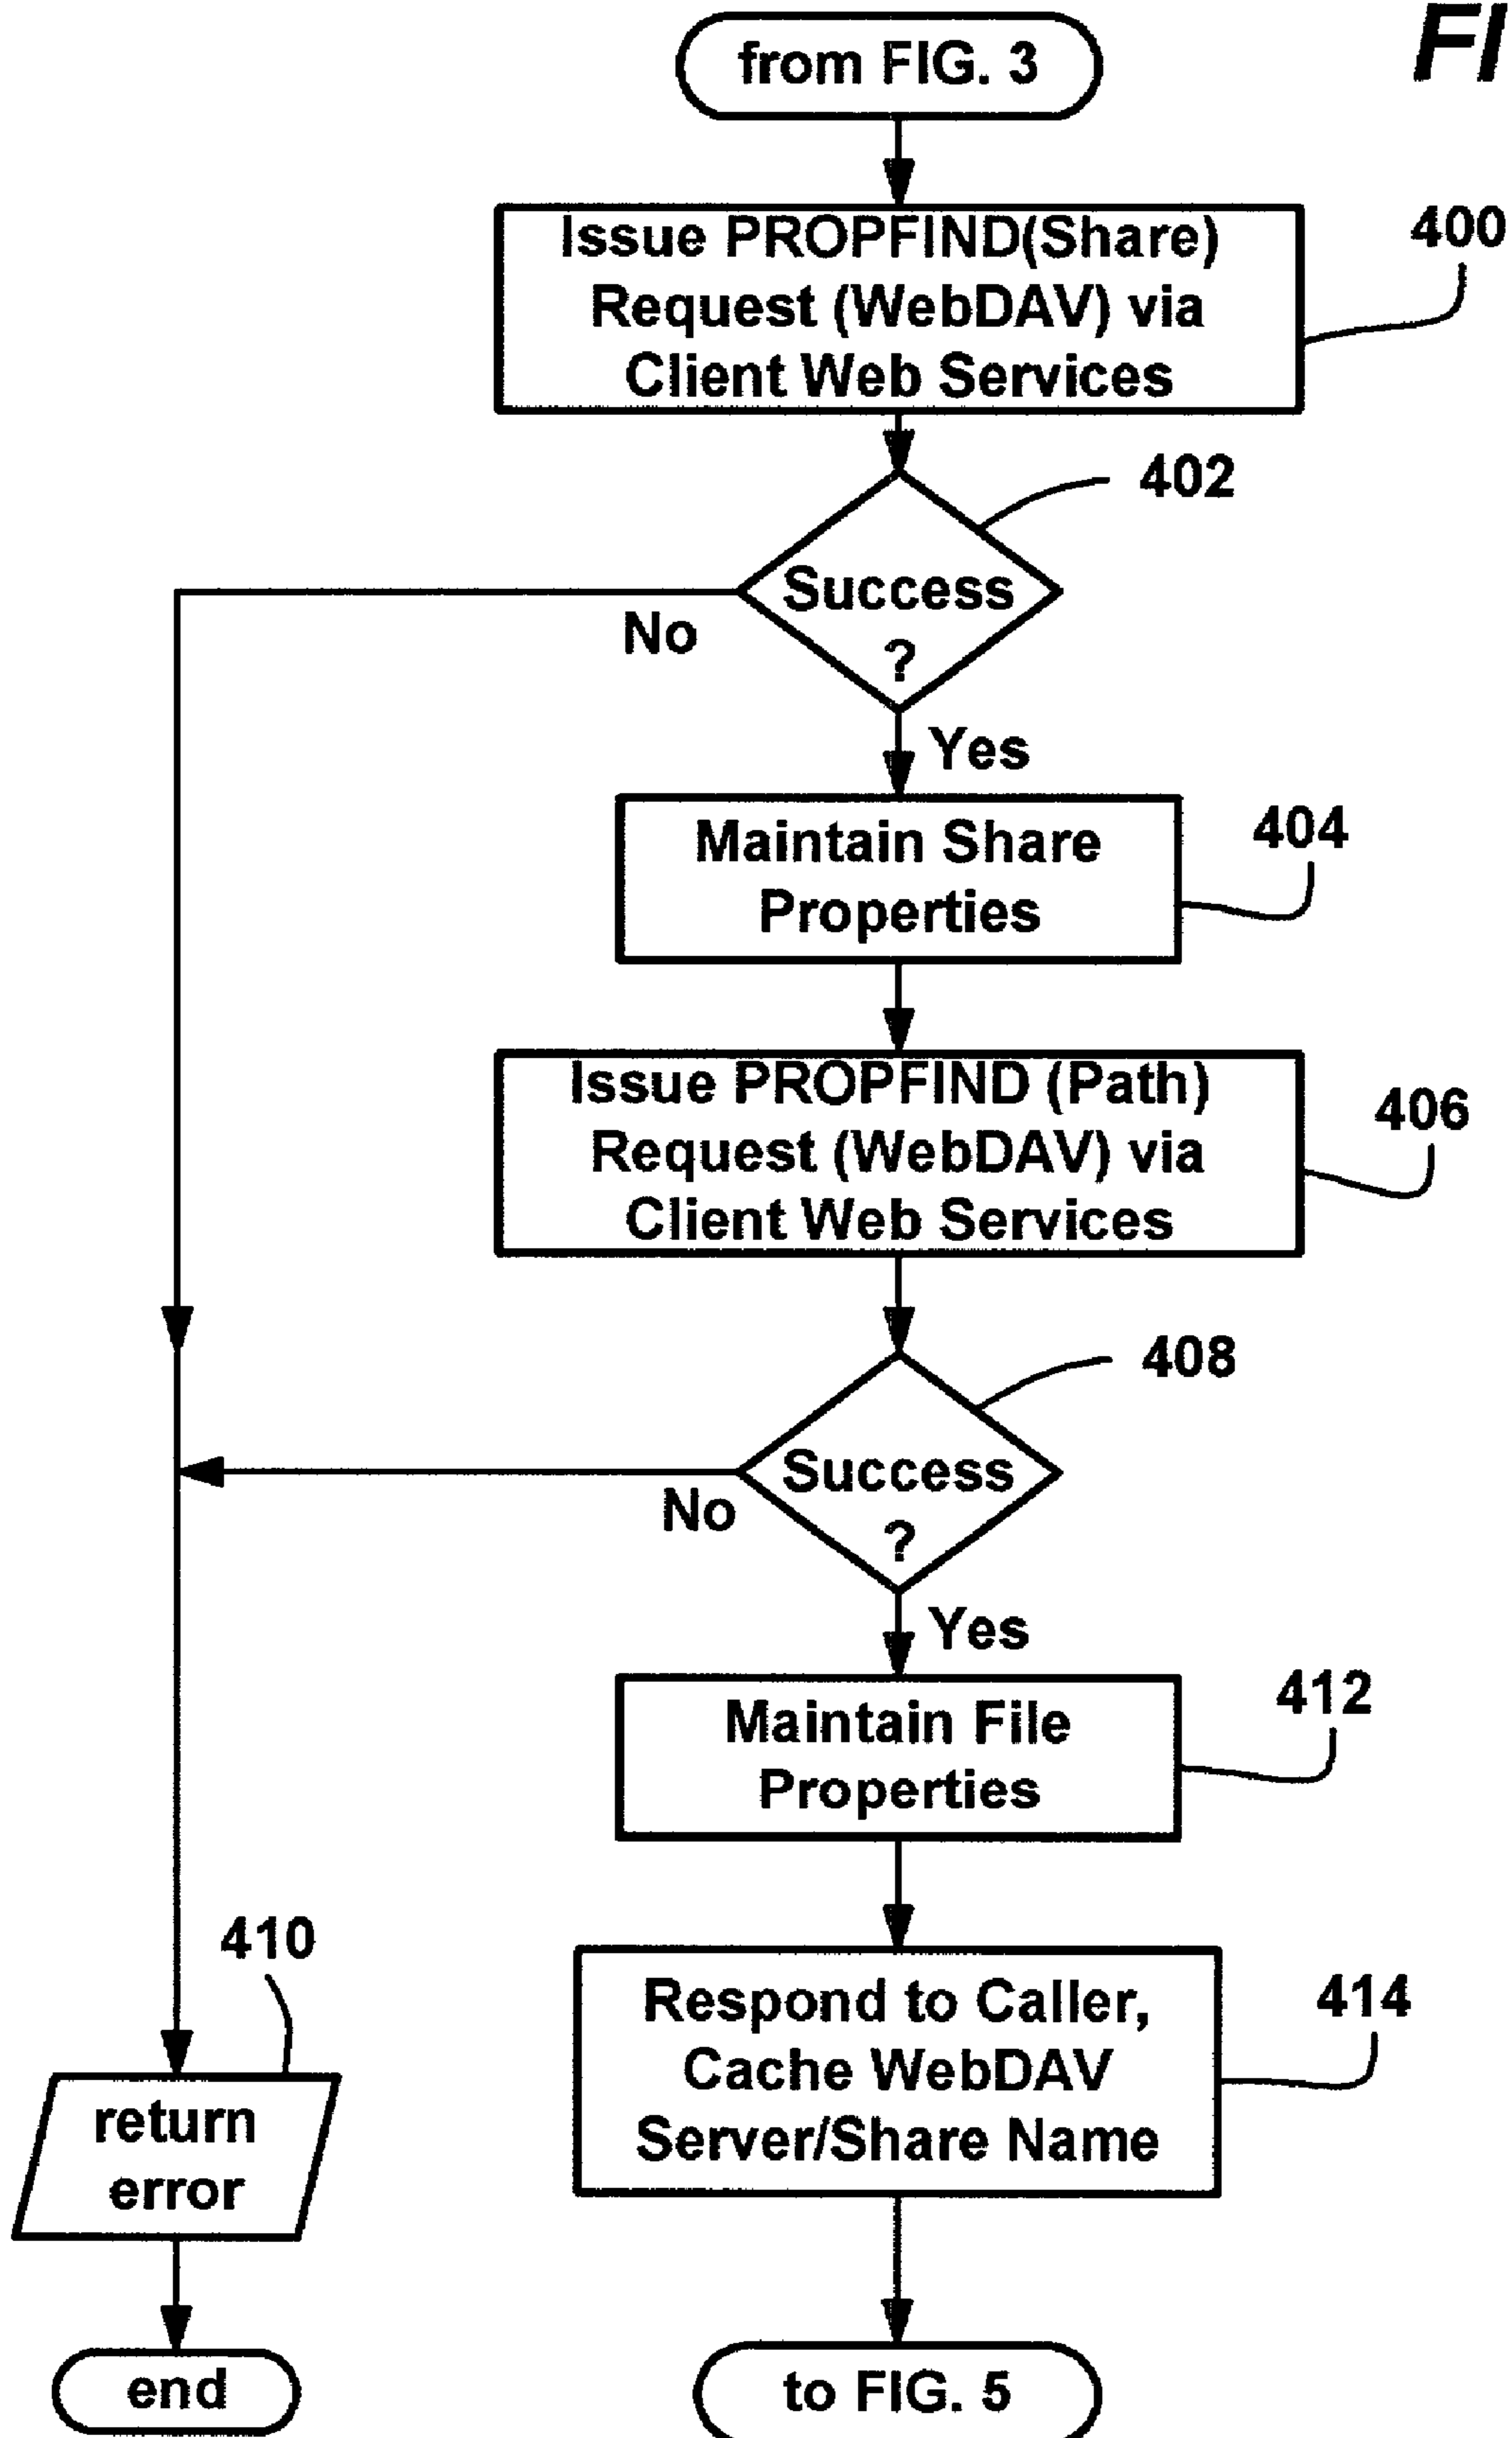 FI
from FIG. 3
Issue PROPFIND(Share)
Request (WebDAV) via
Client Web Services
400
402
Success
?
No
Yes
Maintain Share
Properties
404
Issue PROPFIND (Path)
Request (WebDAV) via
Client Web Services
406
408
Success
?
No
Yes
Maintain File
Properties
412
410
return
error
Respond to Caller,
Cache WebDAV
Server/Share Name
414
end
to FIG. 5